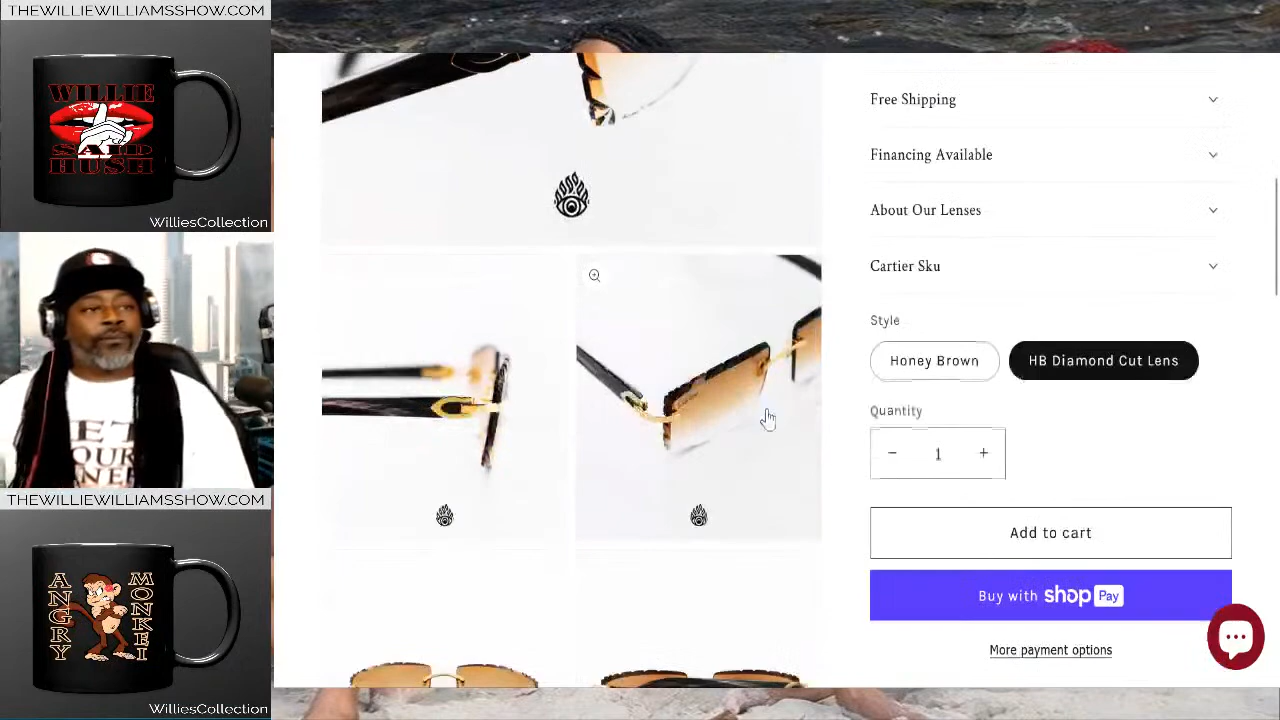 THEWILLIEWILLIAMSSHOW.COM
WILLIE
SAID
HUSH
WilliesCollection
THEWILLIEWILLIAMSSHOW.COM
ANGRY
MONKEI
WilliesCollection
Free Shipping
Financing Available
About Our Lenses
Cartier Sku
Style
Honey Brown
HB Diamond Cut Lens
Quantity
− 1 +
Add to cart
Buy with shop Pay
More payment options